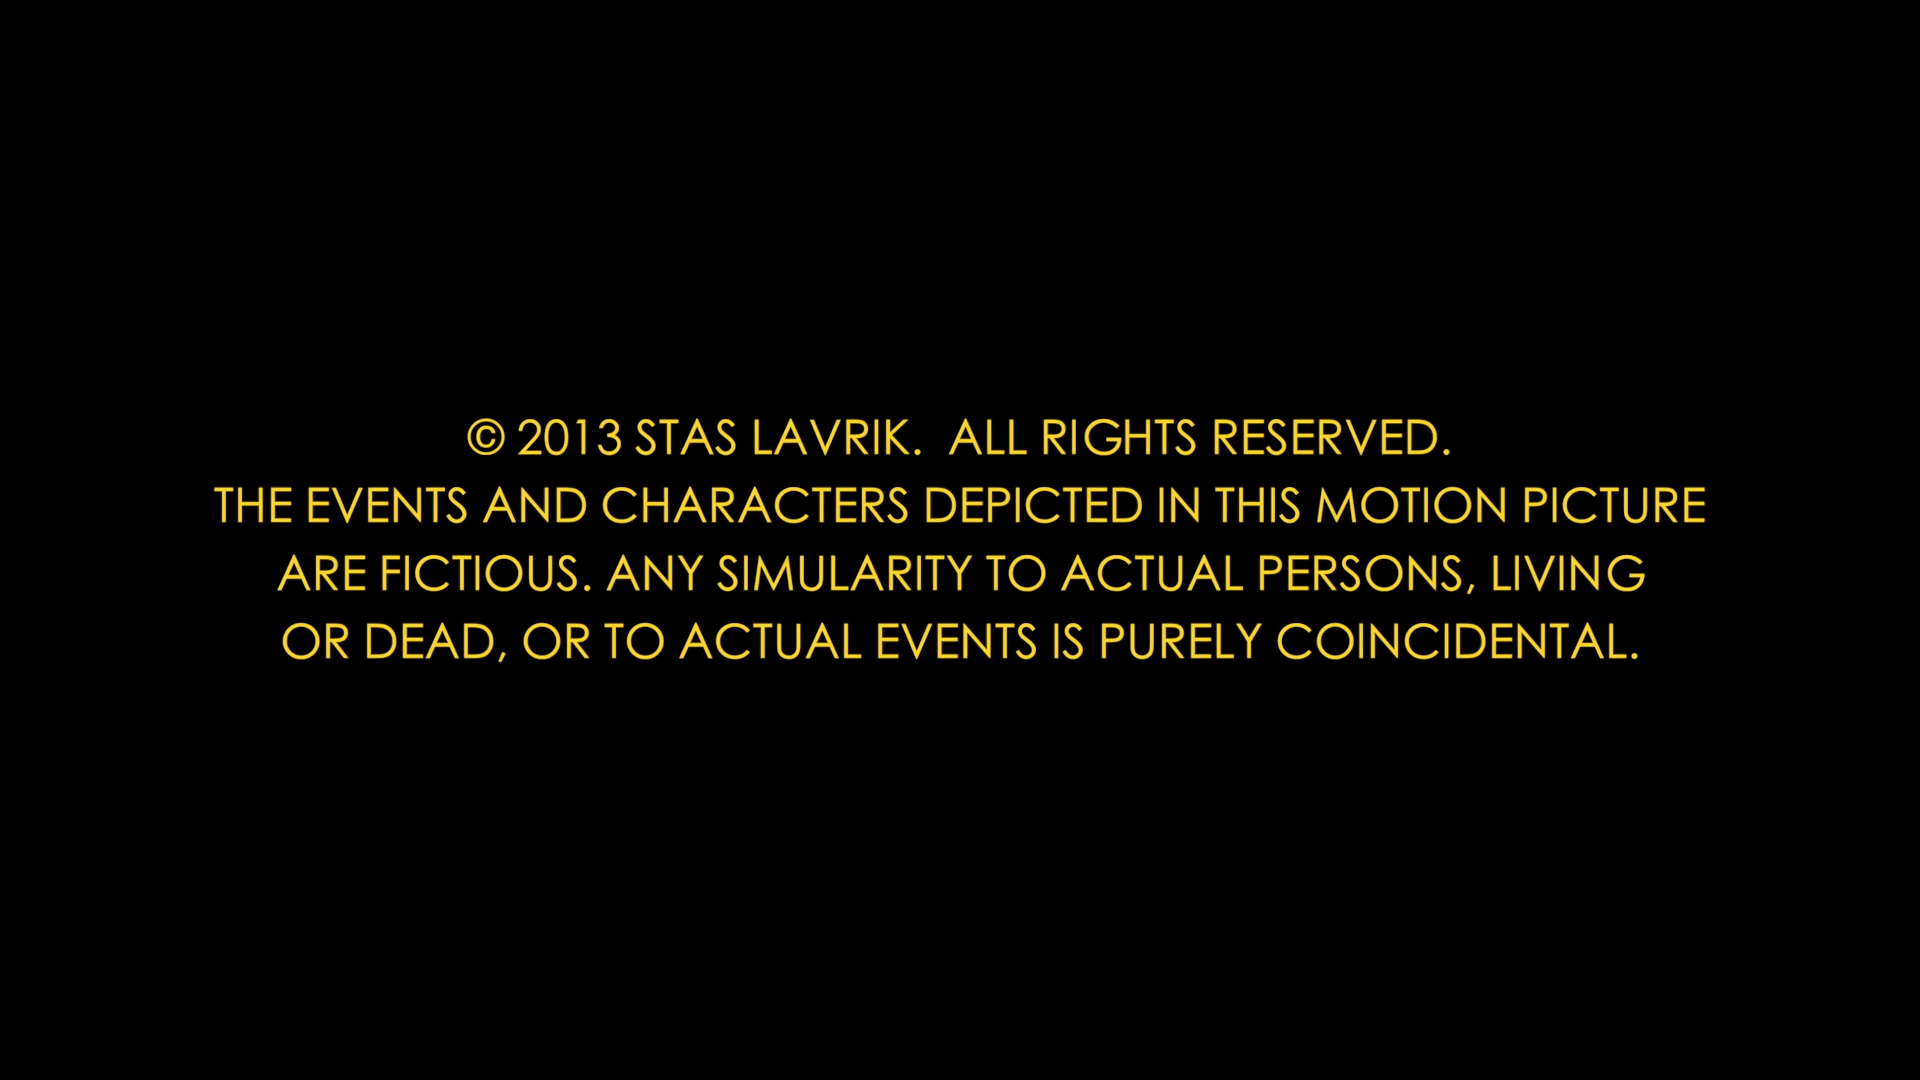 © 2013 STAS LAVRIK.  ALL RIGHTS RESERVED.
THE EVENTS AND CHARACTERS DEPICTED IN THIS MOTION PICTURE
ARE FICTIOUS. ANY SIMULARITY TO ACTUAL PERSONS, LIVING
OR DEAD, OR TO ACTUAL EVENTS IS PURELY COINCIDENTAL.